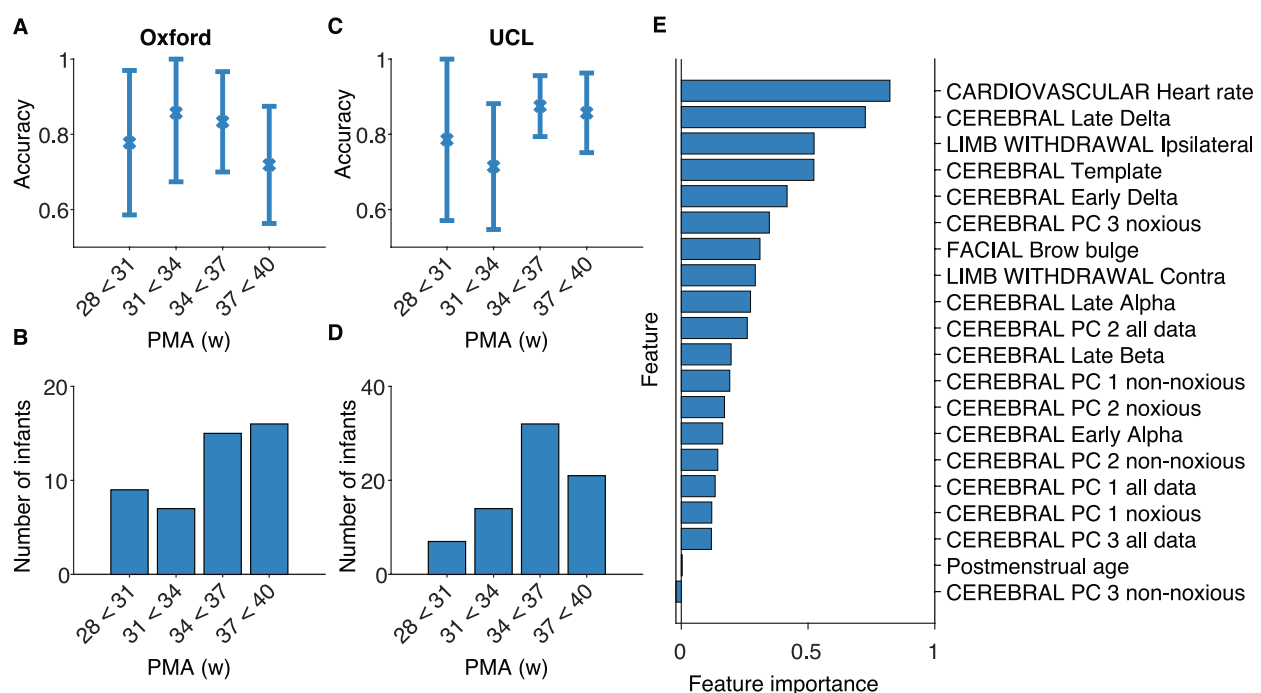 A
Oxford
Accuracy
1
0.8
0.6
28 < 31
31 < 34
34 < 37
37 < 40
PMA (w)
B
Number of infants
20
10
0
28 < 31
31 < 34
34 < 37
37 < 40
PMA (w)
C
UCL
Accuracy
1
0.8
0.6
28 < 31
31 < 34
34 < 37
37 < 40
PMA (w)
D
Number of infants
40
20
0
28 < 31
31 < 34
34 < 37
37 < 40
PMA (w)
E
Feature
CARDIOVASCULAR Heart rate
CEREBRAL Late Delta
LIMB WITHDRAWAL Ipsilateral
CEREBRAL Template
CEREBRAL Early Delta
CEREBRAL PC 3 noxious
FACIAL Brow bulge
LIMB WITHDRAWAL Contra
CEREBRAL Late Alpha
CEREBRAL PC 2 all data
CEREBRAL Late Beta
CEREBRAL PC 1 non-noxious
CEREBRAL PC 2 noxious
CEREBRAL Early Alpha
CEREBRAL PC 2 non-noxious
CEREBRAL PC 1 all data
CEREBRAL PC 1 noxious
CEREBRAL PC 3 all data
Postmenstrual age
CEREBRAL PC 3 non-noxious
0
0.5
1
Feature importance